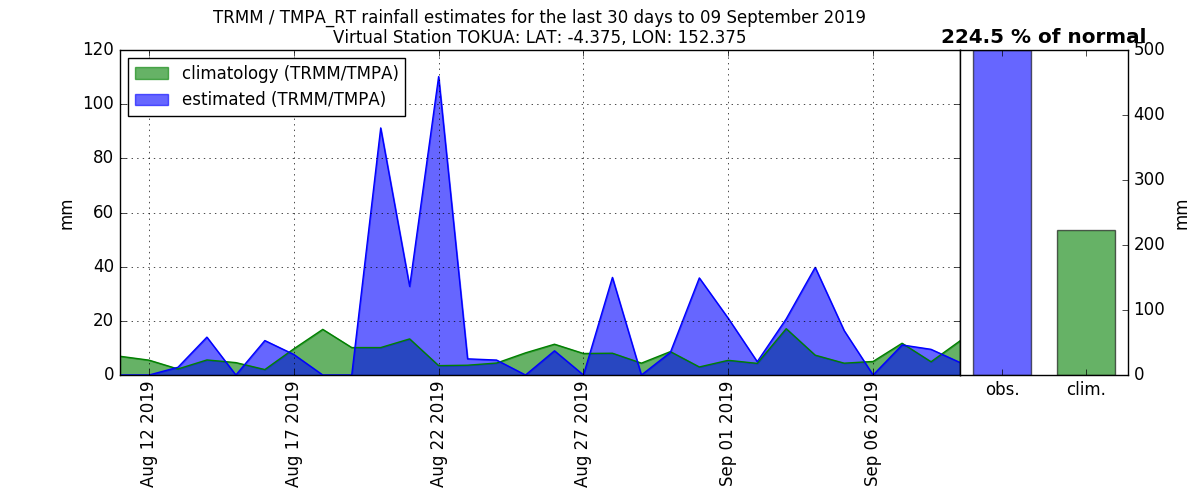 TRMM / TMPA_RT rainfall estimates for the last 30 days to 09 September 2019
Virtual Station TOKUA: LAT: -4.375, LON: 152.375
224.5 % of normal
climatology (TRMM/TMPA)
estimated (TRMM/TMPA)
mm
120
100
80
60
40
20
0
Aug 12 2019
Aug 17 2019
Aug 22 2019
Aug 27 2019
Sep 01 2019
Sep 06 2019
500
400
300
200
100
0
mm
obs.
clim.